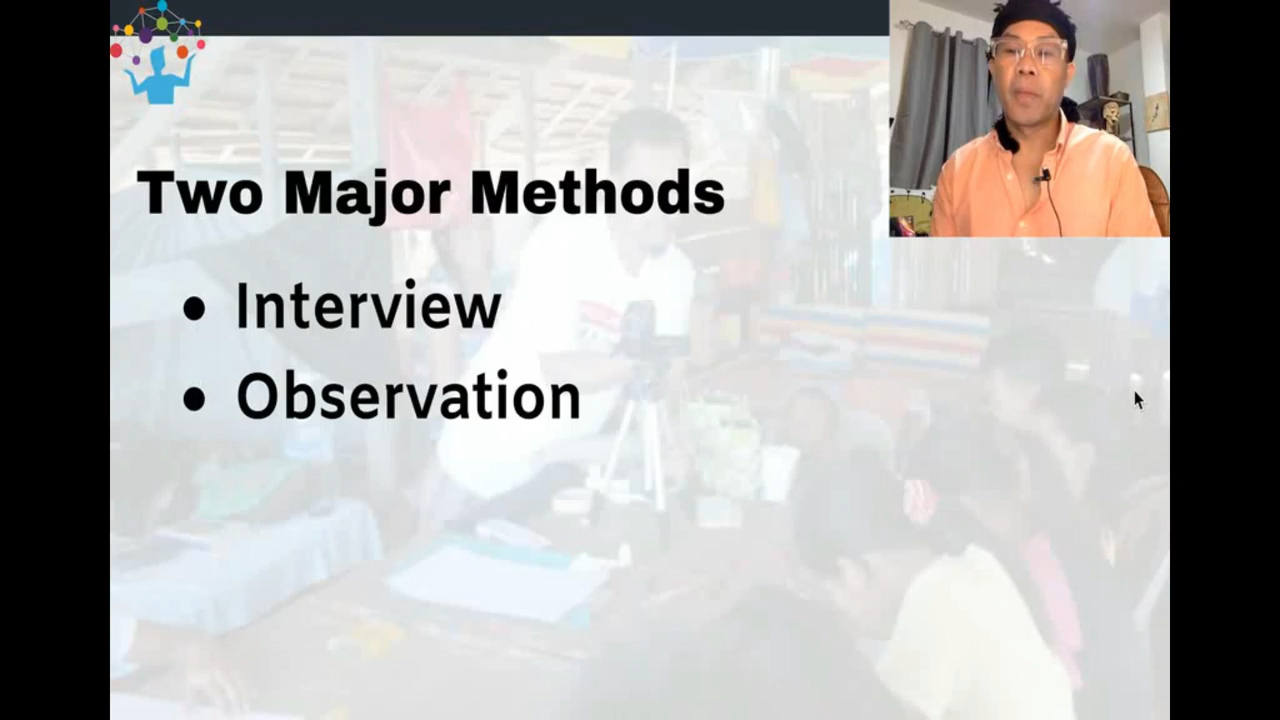 Two Major Methods
• Interview
• Observation